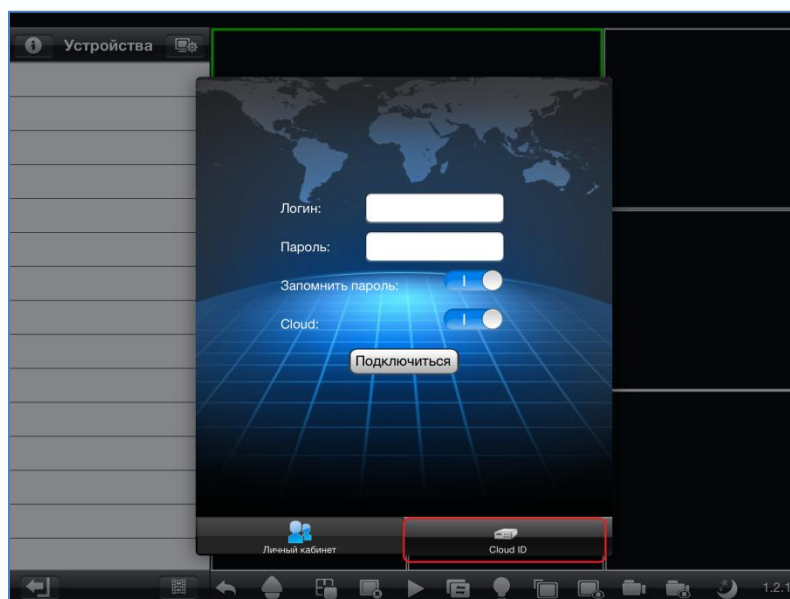 Устройства
Логин:
Пароль:
Запомнить пароль:
Cloud:
Подключиться
Личный кабинет
Cloud ID
1.2.1